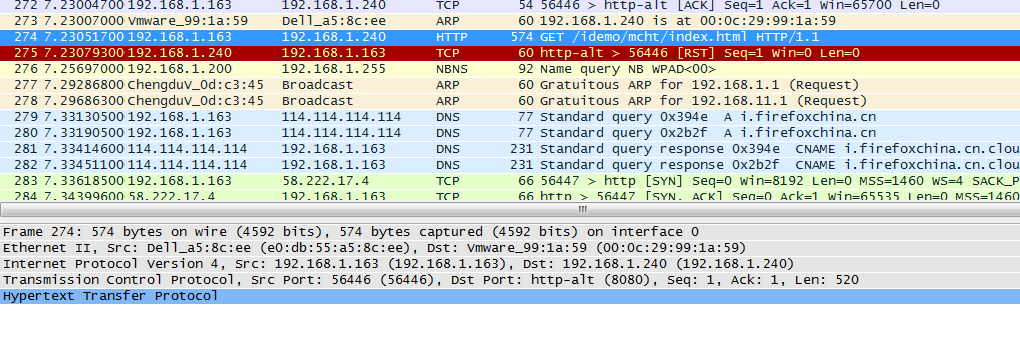 272 7.23004700 192.168.1.163 192.168.1.240 TCP 54 56446 > http-alt [ACK] Seq=1 Ack=1 Win=65700 Len=0
273 7.23007000 Vmware_99:1a:59 Dell_a5:8c:ee ARP 60 192.168.1.240 is at 00:0c:29:99:1a:59
274 7.23051700 192.168.1.163 192.168.1.240 HTTP 574 GET /idemo/mcht/index.html HTTP/1.1
275 7.23079300 192.168.1.240 192.168.1.163 TCP 60 http-alt > 56446 [RST] Seq=1 Win=0 Len=0
276 7.25697000 192.168.1.200 192.168.1.255 NBNS 92 Name query NB WPAD<00>
277 7.29286800 ChengduV_0d:c3:45 Broadcast ARP 60 Gratuitous ARP for 192.168.1.1 (Request)
278 7.29686300 ChengduV_0d:c3:45 Broadcast ARP 60 Gratuitous ARP for 192.168.11.1 (Request)
279 7.33130500 192.168.1.163 114.114.114.114 DNS 77 Standard query 0x394e A i.firefoxchina.cn
280 7.33190500 192.168.1.163 114.114.114.114 DNS 77 Standard query 0x2b2f A i.firefoxchina.cn
281 7.33414600 114.114.114.114 192.168.1.163 DNS 231 Standard query response 0x394e CNAME i.firefoxchina.cn.clou
282 7.33451100 114.114.114.114 192.168.1.163 DNS 231 Standard query response 0x2b2f CNAME i.firefoxchina.cn.clou
283 7.33618500 192.168.1.163 58.222.17.4 TCP 66 56447 > http [SYN] Seq=0 Win=8192 Len=0 MSS=1460 WS=4 SACK_P
284 7.34399600 58.222.17.4 192.168.1.163 TCP 66 http > 56447 [SYN, ACK] Seq=0 Ack=1 Win=65535 Len=0 MSS=1460
Frame 274: 574 bytes on wire (4592 bits), 574 bytes captured (4592 bits) on interface 0
Ethernet II, Src: Dell_a5:8c:ee (e0:db:55:a5:8c:ee), Dst: Vmware_99:1a:59 (00:0c:29:99:1a:59)
Internet Protocol Version 4, Src: 192.168.1.163 (192.168.1.163), Dst: 192.168.1.240 (192.168.1.240)
Transmission Control Protocol, Src Port: 56446 (56446), Dst Port: http-alt (8080), Seq: 1, Ack: 1, Len: 520
Hypertext Transfer Protocol